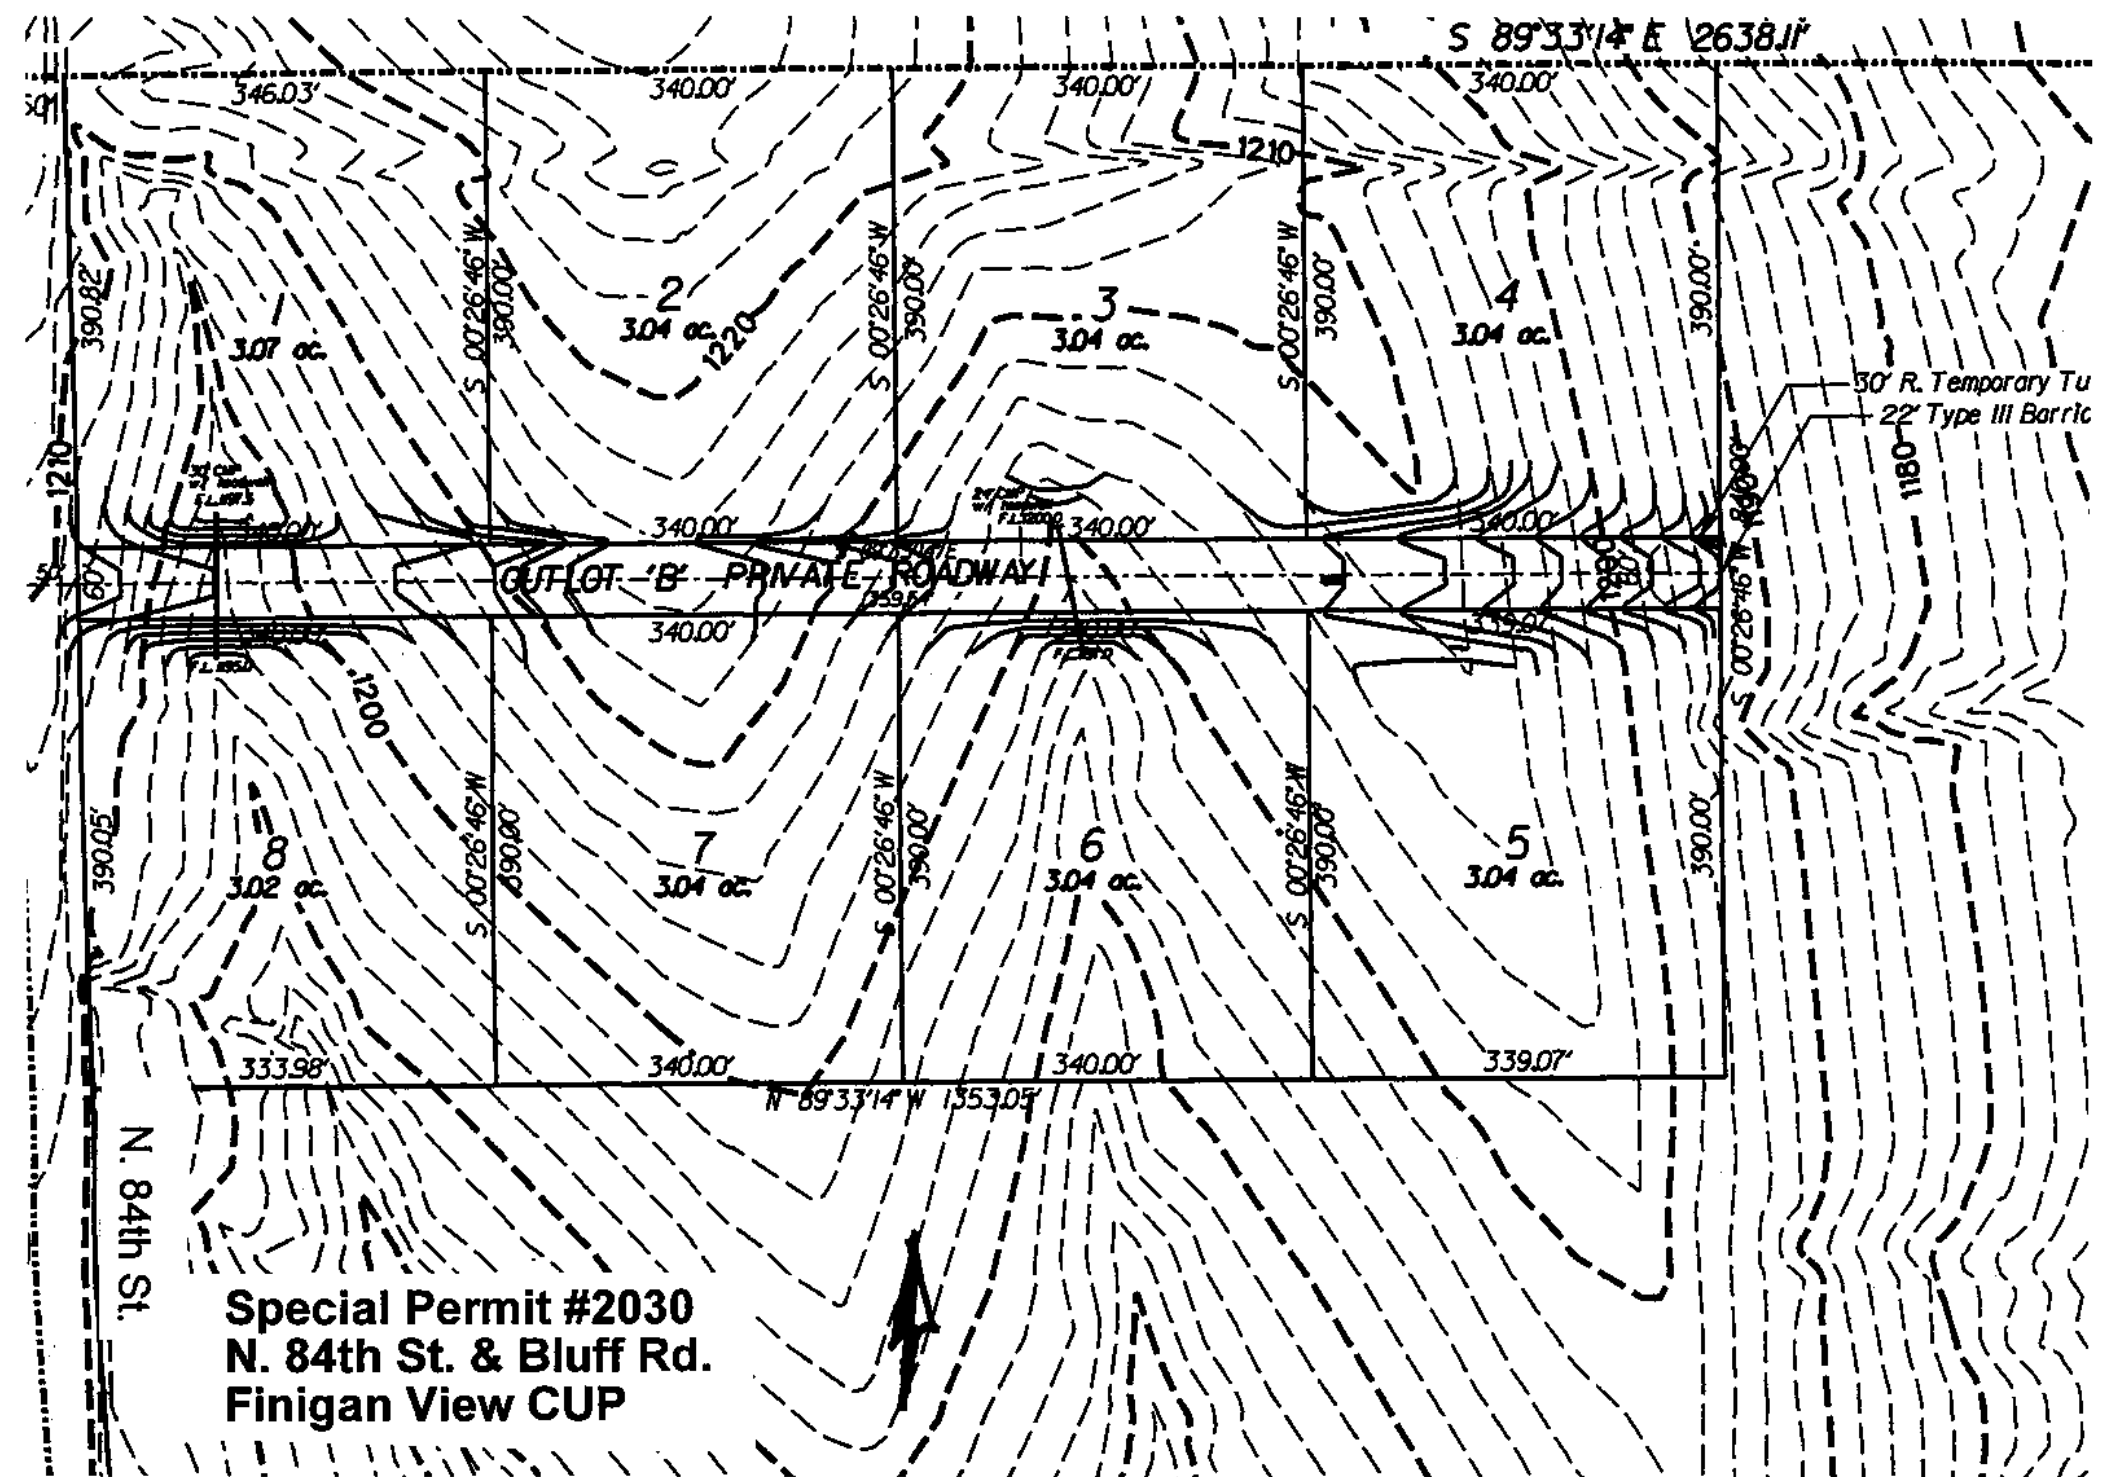 S 89°33'14" E 2638.11'
346.03'
340.00'
340.00'
340.00'
1210
S 00°26'46" W
390.00'
S 00°26'46" W
390.00'
S 00°26'46" W
390.00'
390.00'
390.82'
1
3.07 ac.
2
3.04 ac.
1220
3
3.04 ac.
4
3.04 ac.
30' R. Temporary Tu
22' Type III Barric
1210
1180
1190
340.00'
340.00'
340.00'
60'
OUTLOT 'B' PRIVATE ROADWAY
1200
60'
340.00'
F.L. 1195.0
1200
S 00°26'46" W
390.05'
8
3.02 ac.
S 00°26'46" W
390.00'
7
3.04 ac.
S 00°26'46" W
390.00'
6
3.04 ac.
S 00°26'46" W
390.00'
5
3.04 ac.
390.00'
333.98'
340.00'
340.00'
339.07'
N 89°33'14" W 1353.05'
N. 84th St.
Special Permit #2030
N. 84th St. & Bluff Rd.
Finigan View CUP